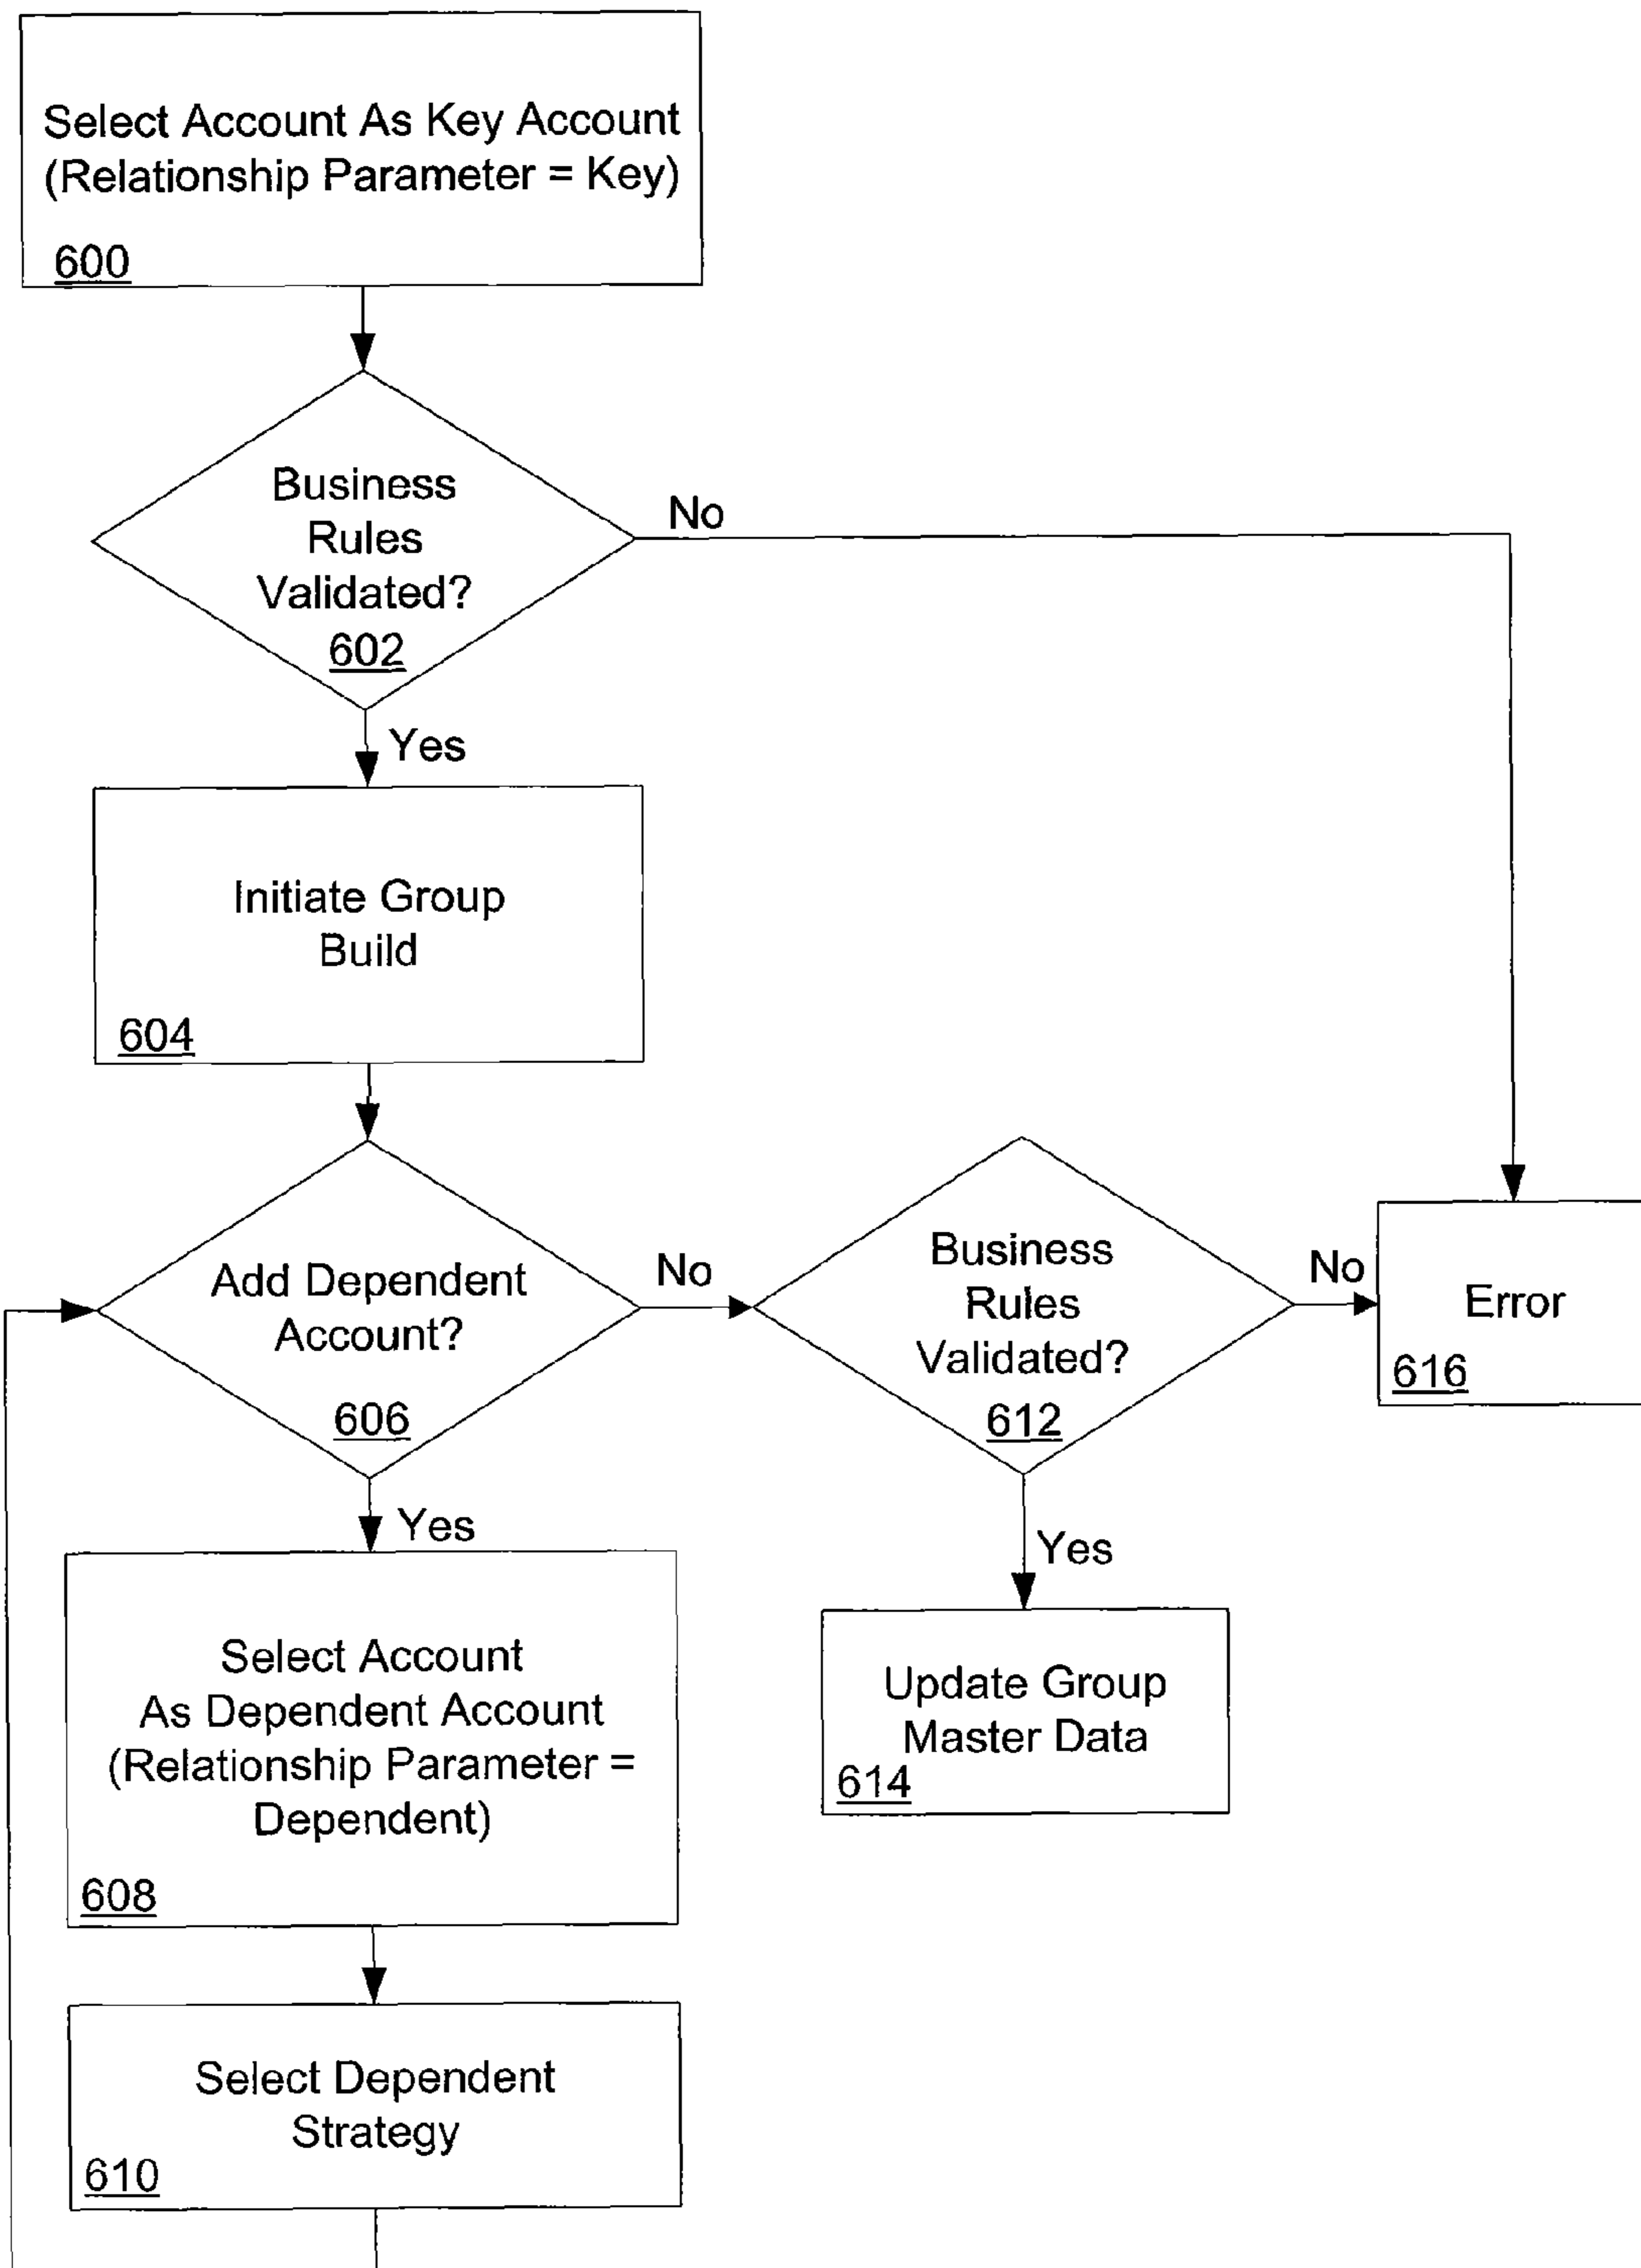 Select Account As Key Account
(Relationship Parameter = Key)
600
Business
Rules
Validated?
602
No
Yes
Initiate Group
Build
604
Add Dependent
Account?
606
No
Yes
Business
Rules
Validated?
612
No
Yes
Error
616
Select Account
As Dependent Account
(Relationship Parameter =
Dependent)
608
Update Group
Master Data
614
Select Dependent
Strategy
610